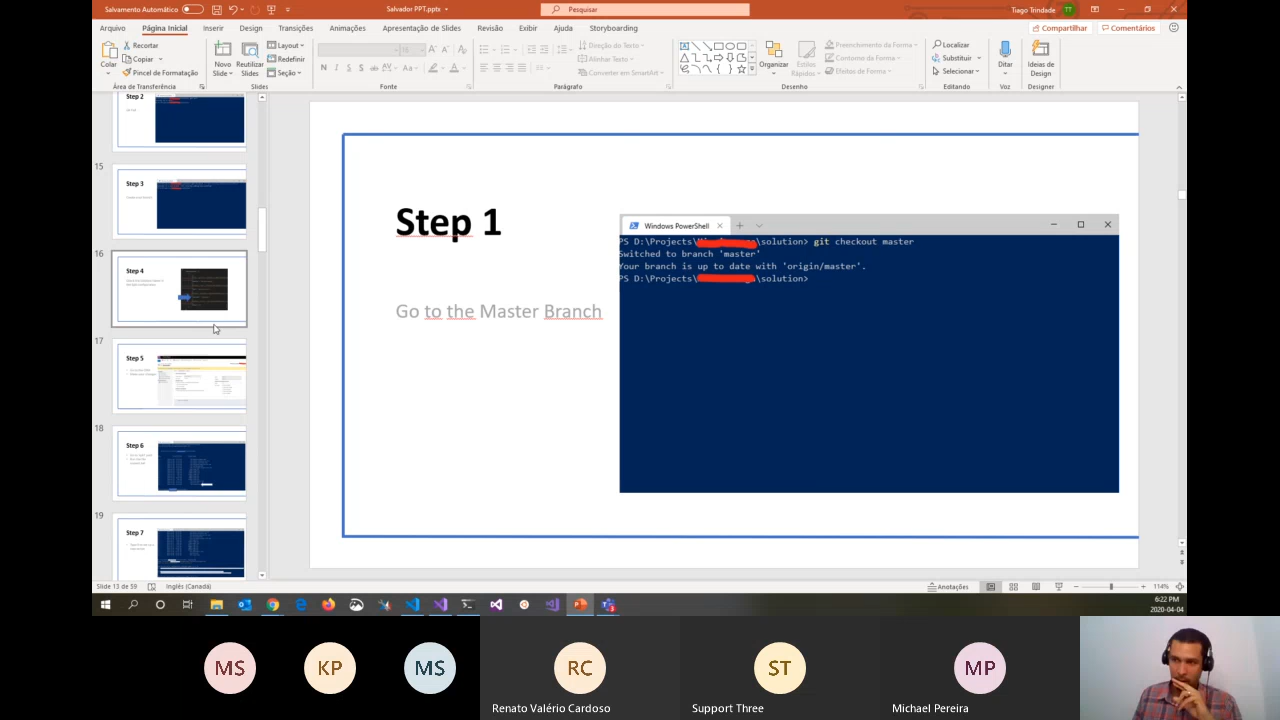 Salvamento Automático
Salvador PPT.pptx
Pesquisar
Tiago Trindade
TT
Arquivo
Página Inicial
Inserir
Design
Transições
Animações
Apresentação de Slides
Revisão
Exibir
Ajuda
Storyboarding
Compartilhar
Comentários
Colar
Recortar
Copiar
Pincel de Formatação
Área de Transferência
Novo Slide
Reutilizar Slides
Layout
Redefinir
Seção
Slides
N
I
S
Aa
Fonte
Direção do Texto
Alinhar Texto
Converter em SmartArt
Parágrafo
Organizar
Estilos Rápidos
Preenchimento da Forma
Contorno da Forma
Efeitos de Forma
Desenho
Localizar
Substituir
Selecionar
Editando
Ditar
Voz
Ideias de Design
Designer
Step 2
15
Step 3
16
Step 4
17
Step 5
18
Step 6
19
Step 7
Step 1
Go to the Master Branch
Windows PowerShell
PS D:\Projects\ \solution> git checkout master
Switched to branch 'master'
Your branch is up to date with 'origin/master'.
PS D:\Projects\ \solution>
Slide 13 de 59
Inglês (Canadá)
Anotações
114%
6:22 PM
2020-04-04
MS
KP
MS
RC
ST
MP
Renato Valério Cardoso
Support Three
Michael Pereira